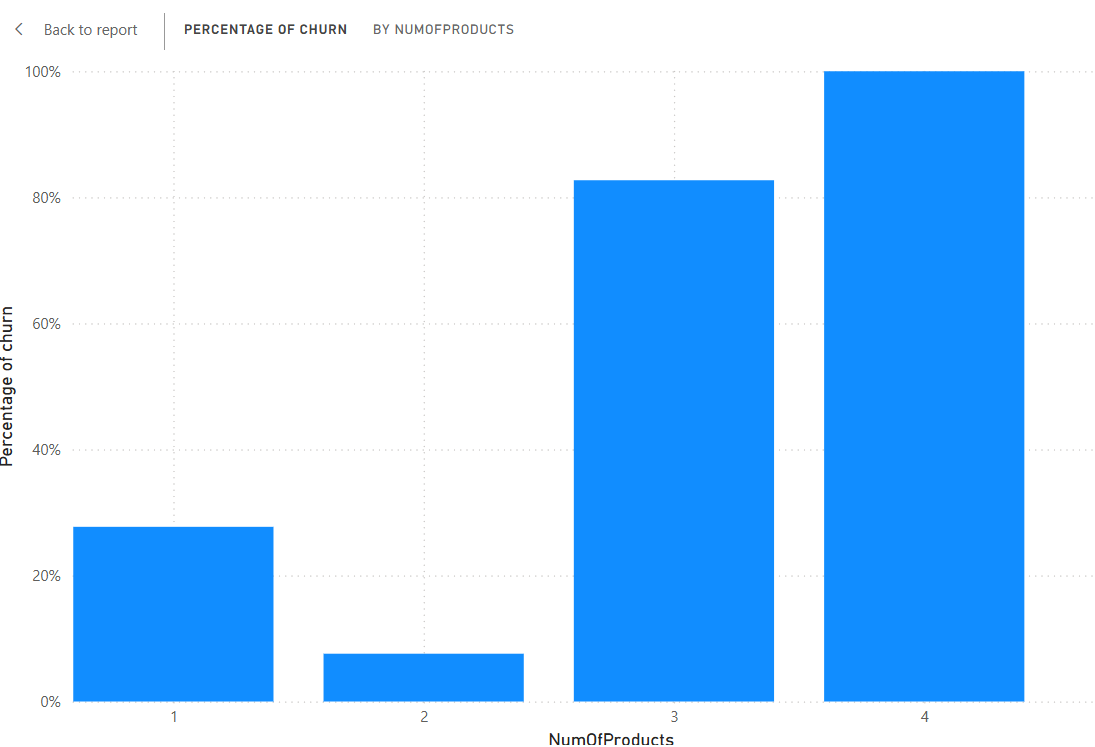 Back to report
PERCENTAGE OF CHURN
BY NUMOFPRODUCTS
100%
80%
60%
40%
20%
0%
Percentage of churn
1
2
3
4
NumOfProducts